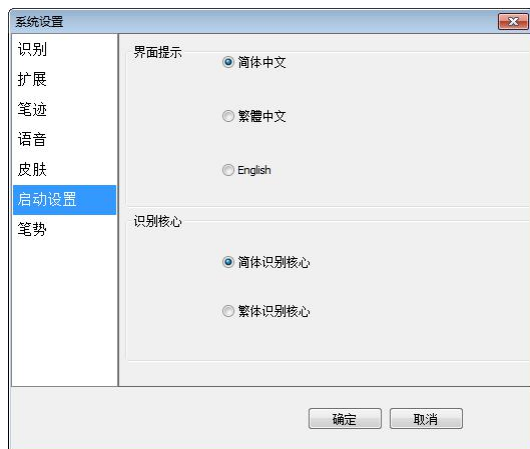 系统设置
识别
扩展
笔迹
语音
皮肤
启动设置
笔势
界面提示
简体中文
繁體中文
English
识别核心
简体识别核心
繁体识别核心
确定
取消